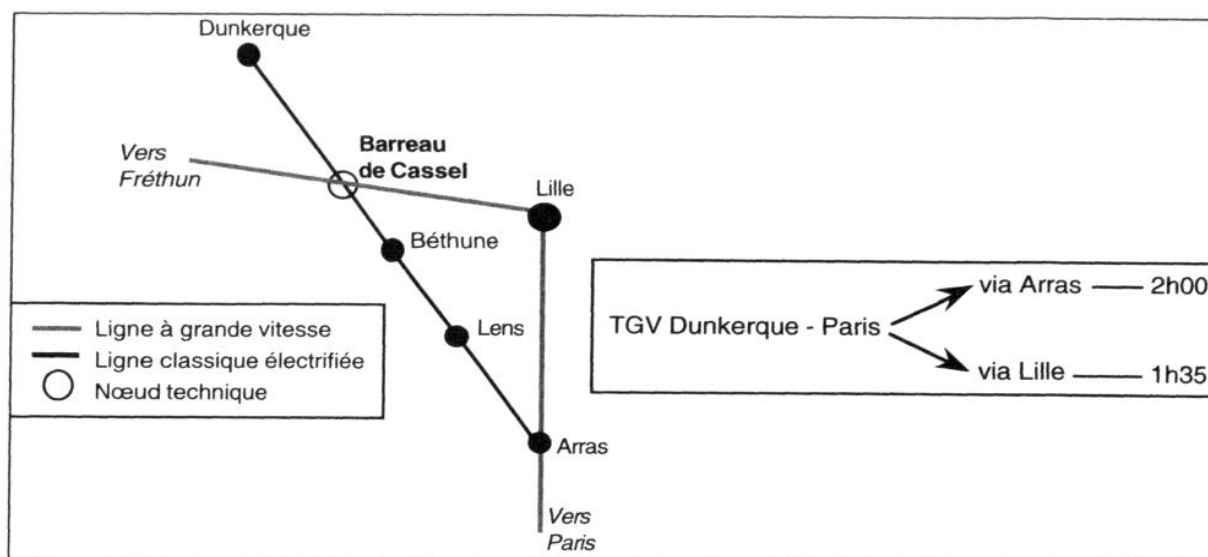 Dunkerque
Vers
Fréthun
Barreau
de Cassel
Lille
Béthune
Lens
Arras
Vers
Paris
Ligne à grande vitesse
Ligne classique électrifiée
Nœud technique
TGV Dunkerque - Paris
via Arras 2h00
via Lille 1h35